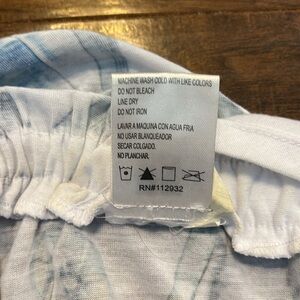 MACHINE WASH COLD WITH LIKE COLORS
DO NOT BLEACH
LINE DRY
DO NOT IRON
LAVAR A MAQUINA CON AGUA FRIA
NO USAR BLANQUEADOR
SECAR COLGADO.
NO PLANCHAR.
RN#112932